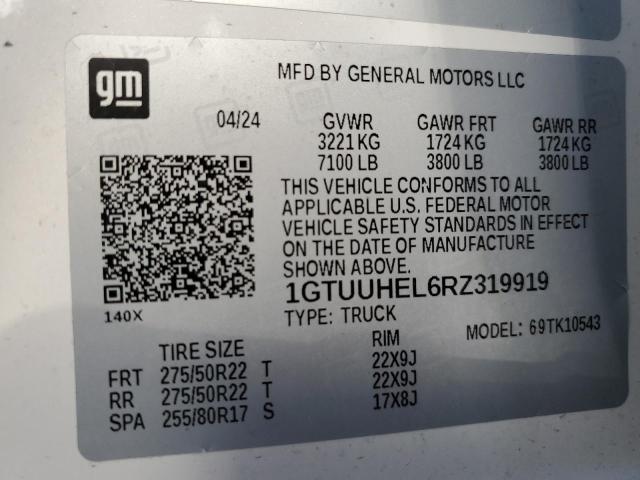 gm
MFD BY GENERAL MOTORS LLC
04/24 GVWR GAWR FRT GAWR RR
3221 KG 1724 KG 1724 KG
7100 LB 3800 LB 3800 LB
THIS VEHICLE CONFORMS TO ALL
APPLICABLE U.S. FEDERAL MOTOR
VEHICLE SAFETY STANDARDS IN EFFECT
ON THE DATE OF MANUFACTURE
SHOWN ABOVE.
1GTUUHEL6RZ319919
140X
TYPE: TRUCK MODEL: 69TK10543
TIRE SIZE RIM
FRT 275/50R22 T 22X9J
RR 275/50R22 T 22X9J
SPA 255/80R17 S 17X8J